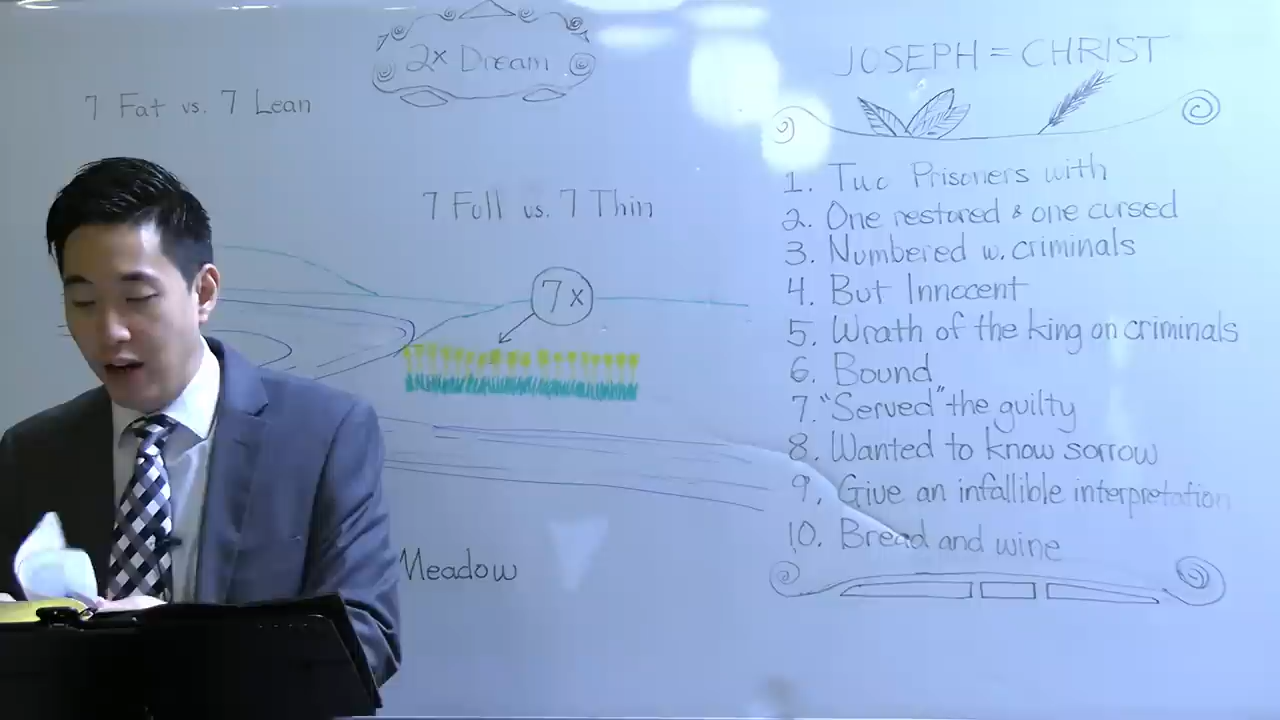 2x Dream
7 Fat vs. 7 Lean
7 Full vs. 7 Thin
7x
Meadow
JOSEPH = CHRIST
1. Two Prisoners with
2. One restored & one cursed
3. Numbered w. criminals
4. But Innocent
5. Wrath of the king on criminals
6. Bound
7. "Served" the guilty
8. Wanted to know sorrow
9. Give an infallible interpretation
10. Bread and wine